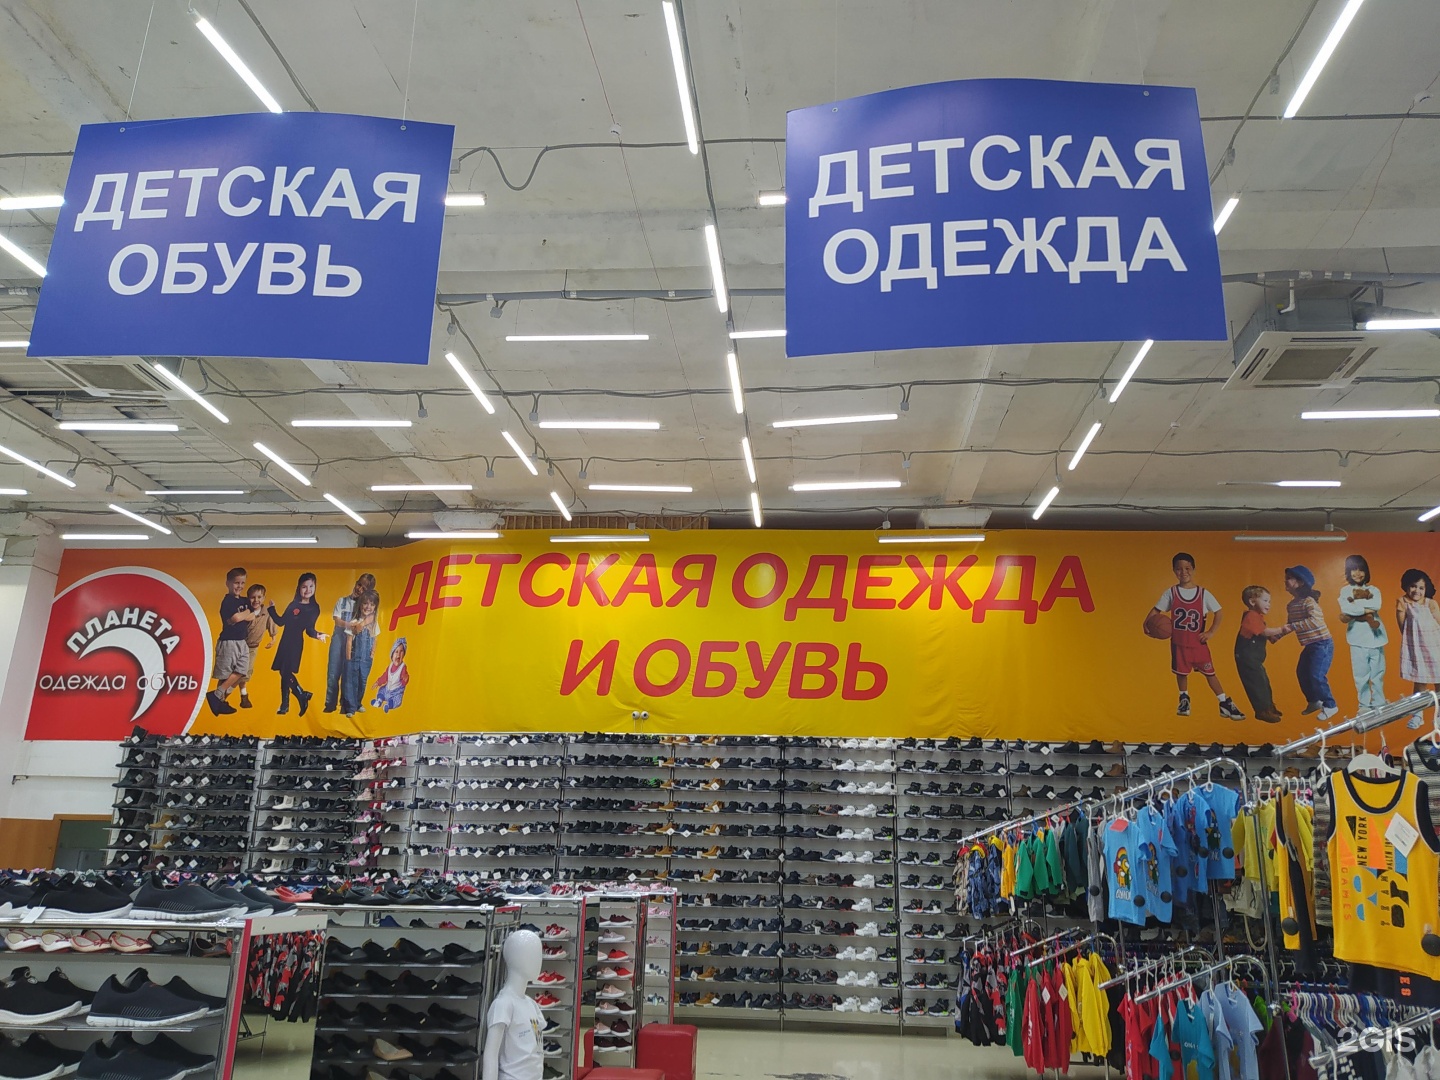 ДЕТСКАЯ
ОБУВЬ
ДЕТСКАЯ
ОДЕЖДА
ДЕТСКАЯ ОДЕЖДА
И ОБУВЬ
ПЛАНЕТА
одежда обувь
23
NEW YORK
2GIS